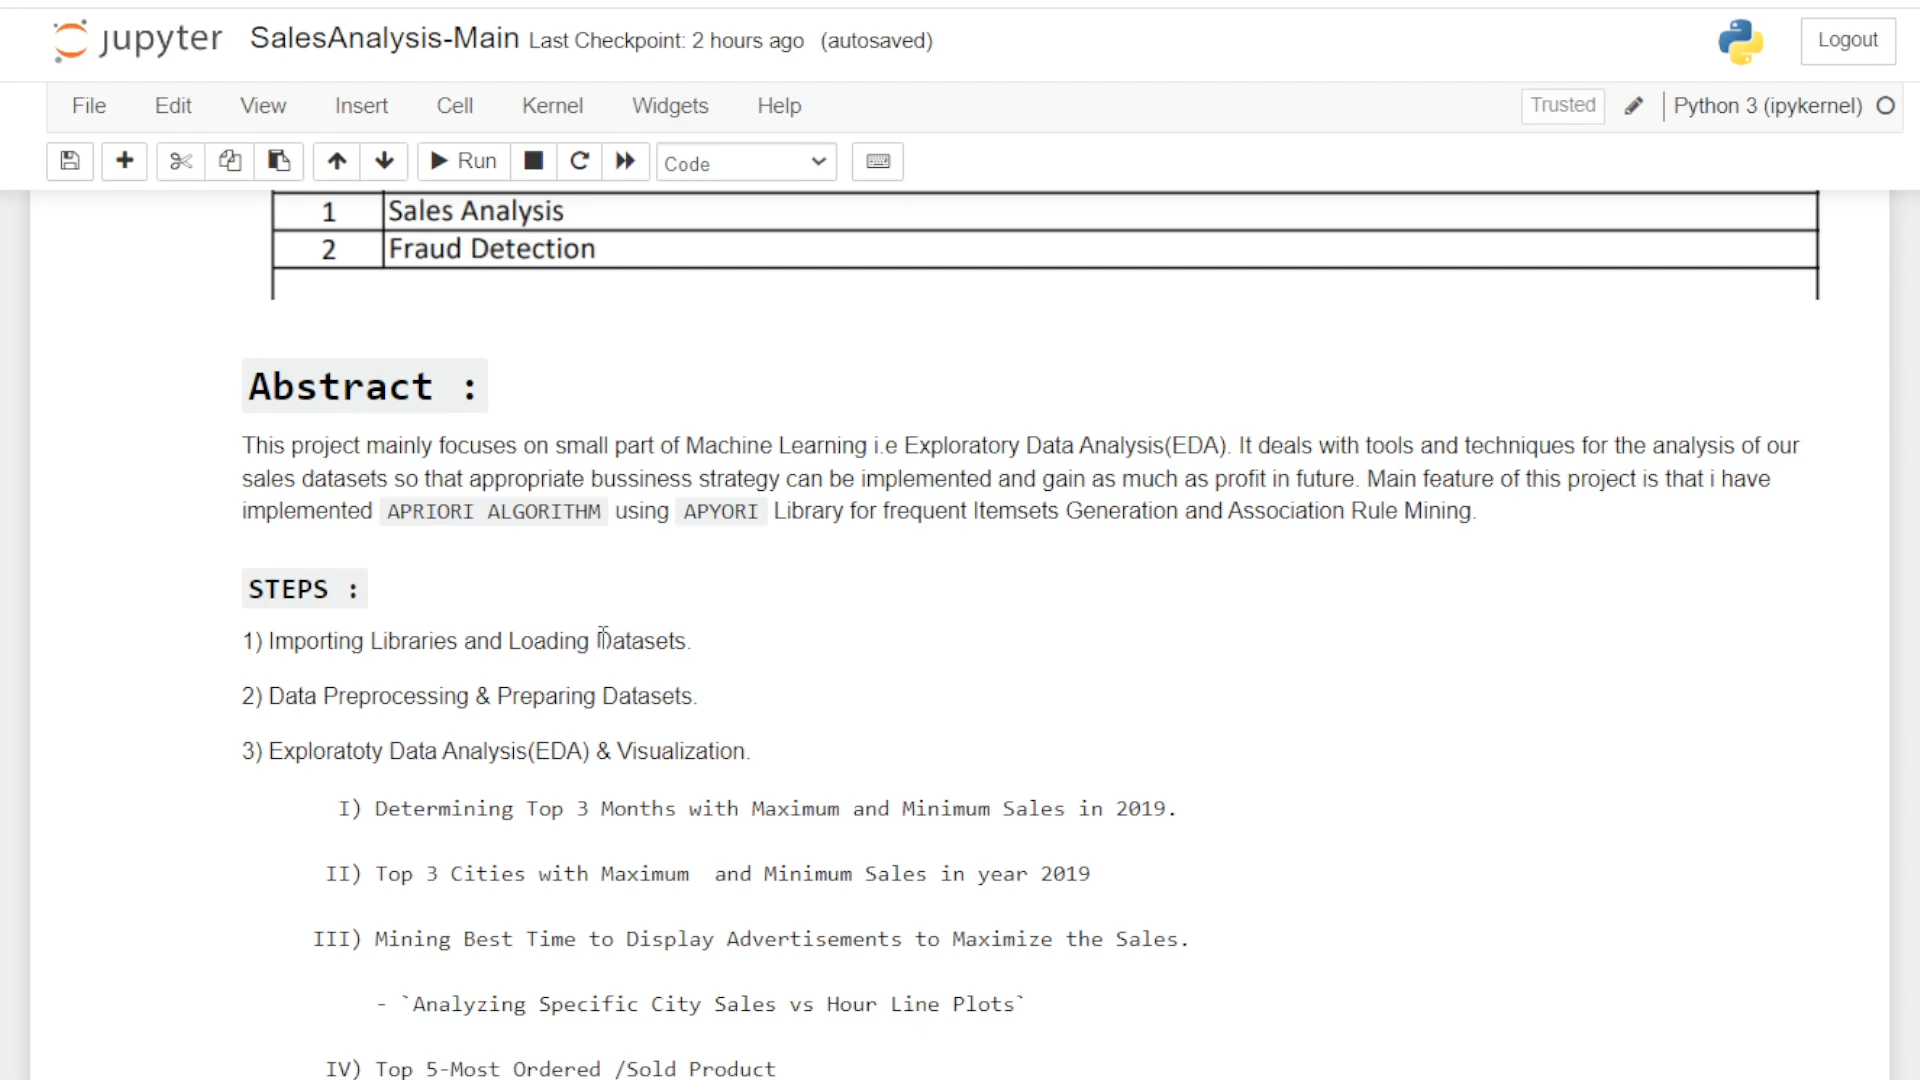 jupyter SalesAnalysis-Main Last Checkpoint: 2 hours ago (autosaved) Logout
File Edit View Insert Cell Kernel Widgets Help Trusted Python 3 (ipykernel)
Run Code
1 Sales Analysis
2 Fraud Detection
Abstract :
This project mainly focuses on small part of Machine Learning i.e Exploratory Data Analysis(EDA). It deals with tools and techniques for the analysis of our
sales datasets so that appropriate bussiness strategy can be implemented and gain as much as profit in future. Main feature of this project is that i have
implemented APRIORI ALGORITHM using APYORI Library for frequent Itemsets Generation and Association Rule Mining.
STEPS :
1) Importing Libraries and Loading Datasets.
2) Data Preprocessing & Preparing Datasets.
3) Exploratoty Data Analysis(EDA) & Visualization.
I) Determining Top 3 Months with Maximum and Minimum Sales in 2019.
II) Top 3 Cities with Maximum and Minimum Sales in year 2019
III) Mining Best Time to Display Advertisements to Maximize the Sales.
- `Analyzing Specific City Sales vs Hour Line Plots`
IV) Top 5-Most Ordered /Sold Product